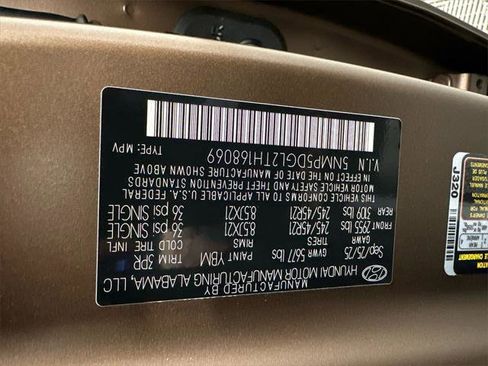 MANUFACTURED BY
HYUNDAI MOTOR MANUFACTURING ALABAMA, LLC
Sep/25/25 PAINT YBM TRIM 3PR
GVWR 5677 lbs
GAWR RIMS COLD TIRE INFL
FRONT 2955 lbs 245/45R21 8.5JX21 36 psi SINGLE
REAR 3109 lbs 245/45R21 8.5JX21 36 psi SINGLE
THIS VEHICLE CONFORMS TO ALL APPLICABLE U.S.A. FEDERAL
MOTOR VEHICLE SAFETY AND THEFT PREVENTION STANDARDS
IN EFFECT ON THE DATE OF MANUFACTURE SHOWN ABOVE
V.I.N 5NMP5DGL2TH168069 TYPE: MPV
J320